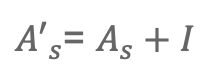 A′ₛ= Aₛ + I